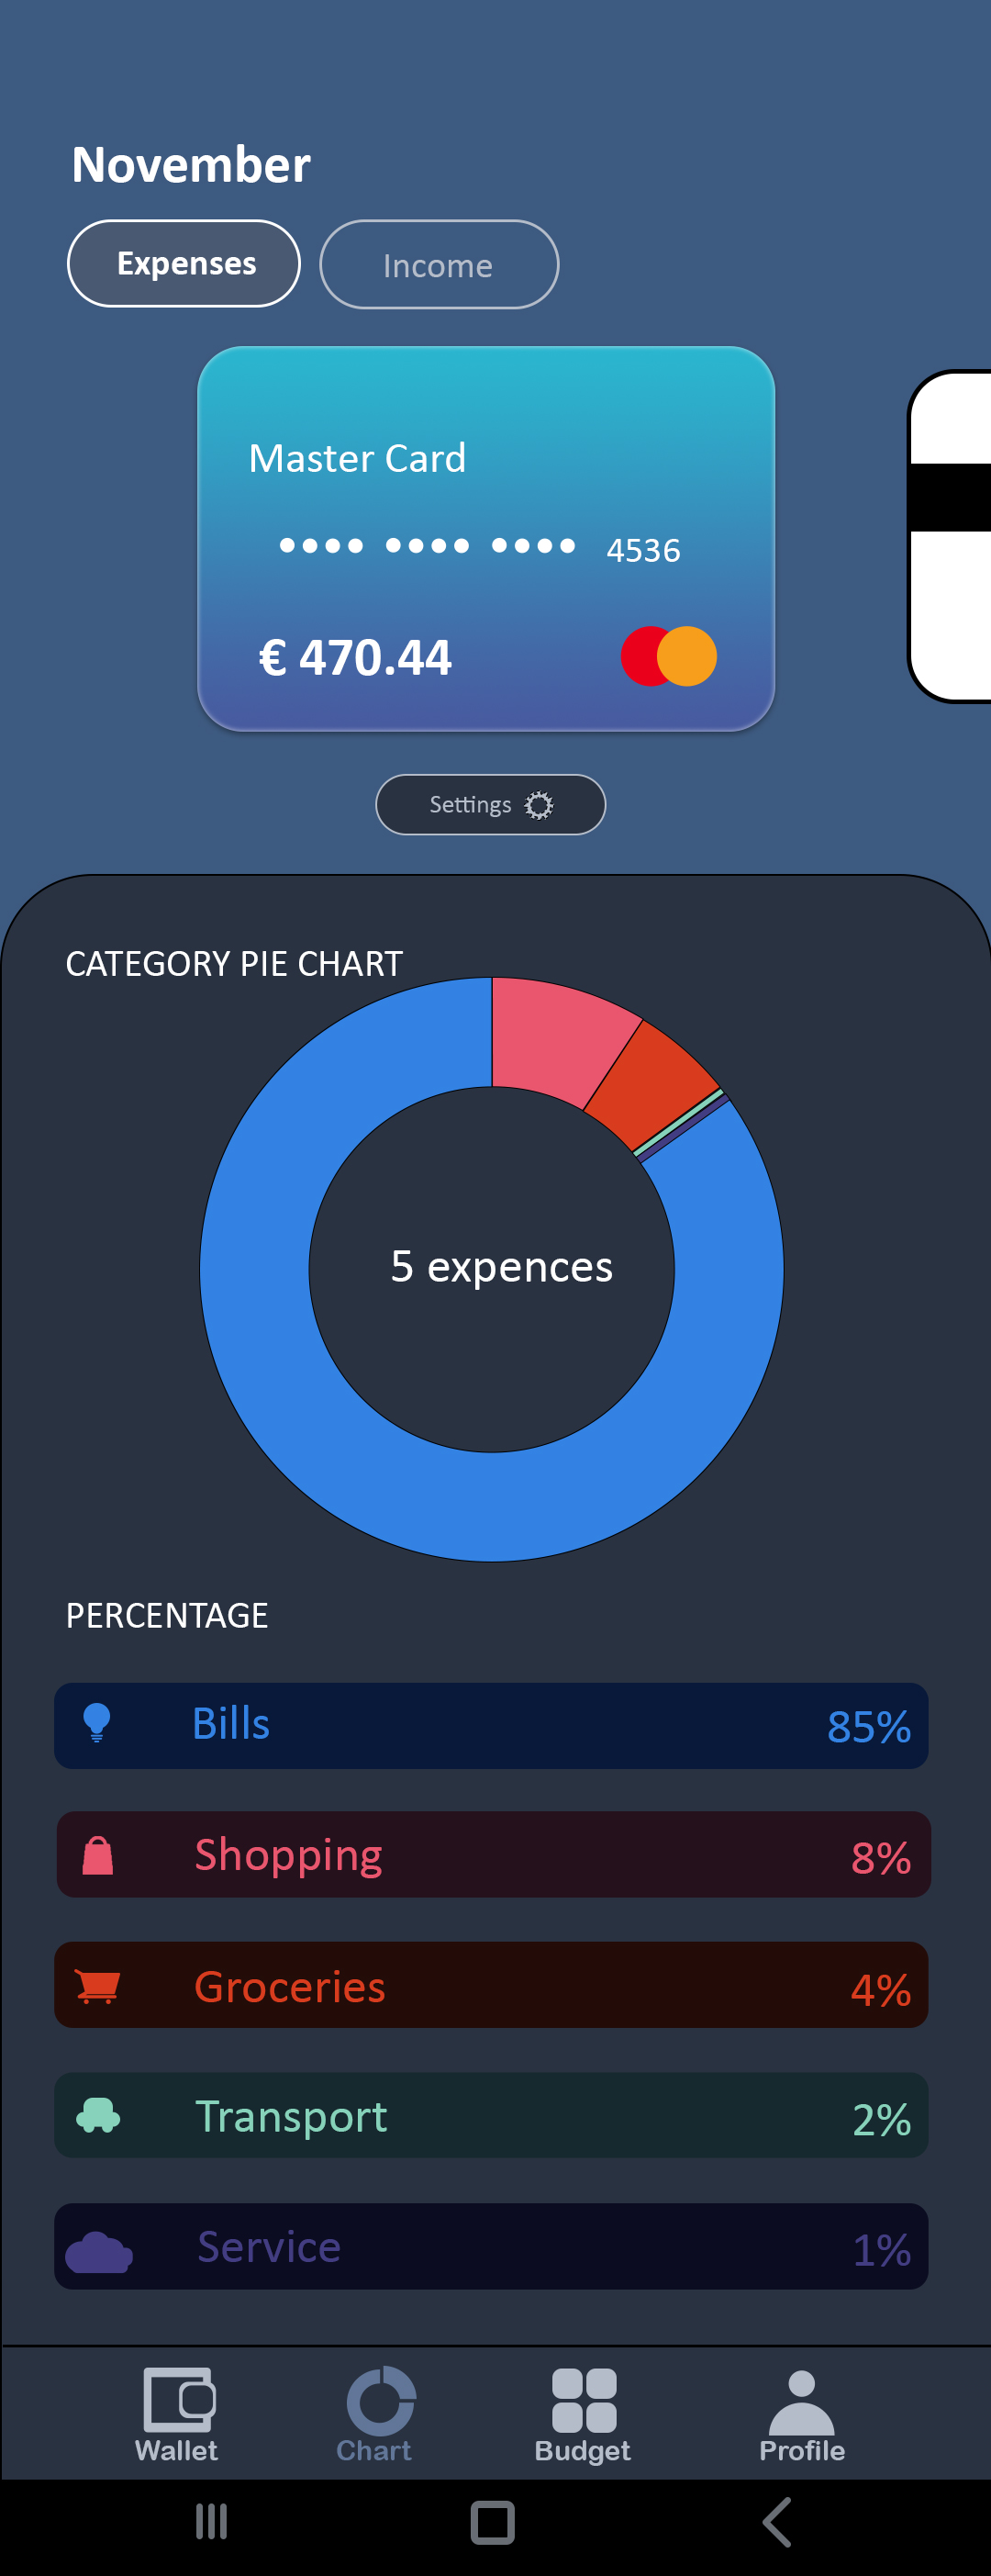 November
Expenses
Income
Master Card
•••• •••• •••• 4536
€ 470.44
Settings
CATEGORY PIE CHART
5 expences
PERCENTAGE
Bills 85%
Shopping 8%
Groceries 4%
Transport 2%
Service 1%
Wallet
Chart
Budget
Profile